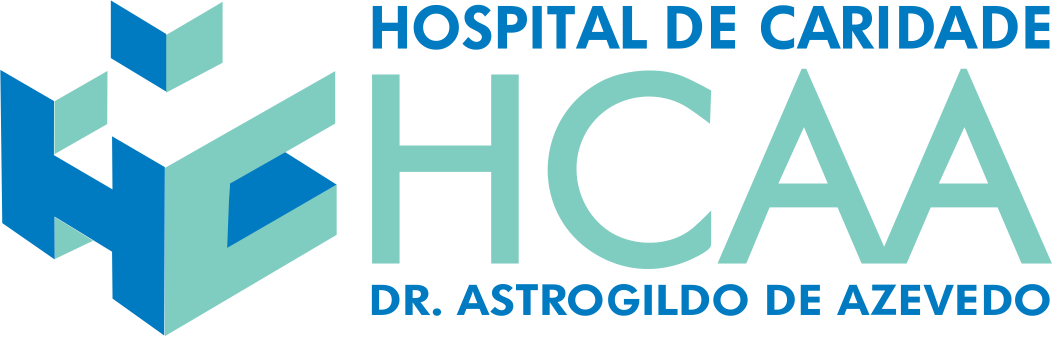 HOSPITAL DE CARIDADE
HCAA
DR. ASTROGILDO DE AZEVEDO